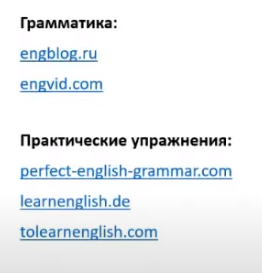 Грамматика:
engblog.ru
engvid.com
Практические упражнения:
perfect-english-grammar.com
learnenglish.de
tolearnenglish.com